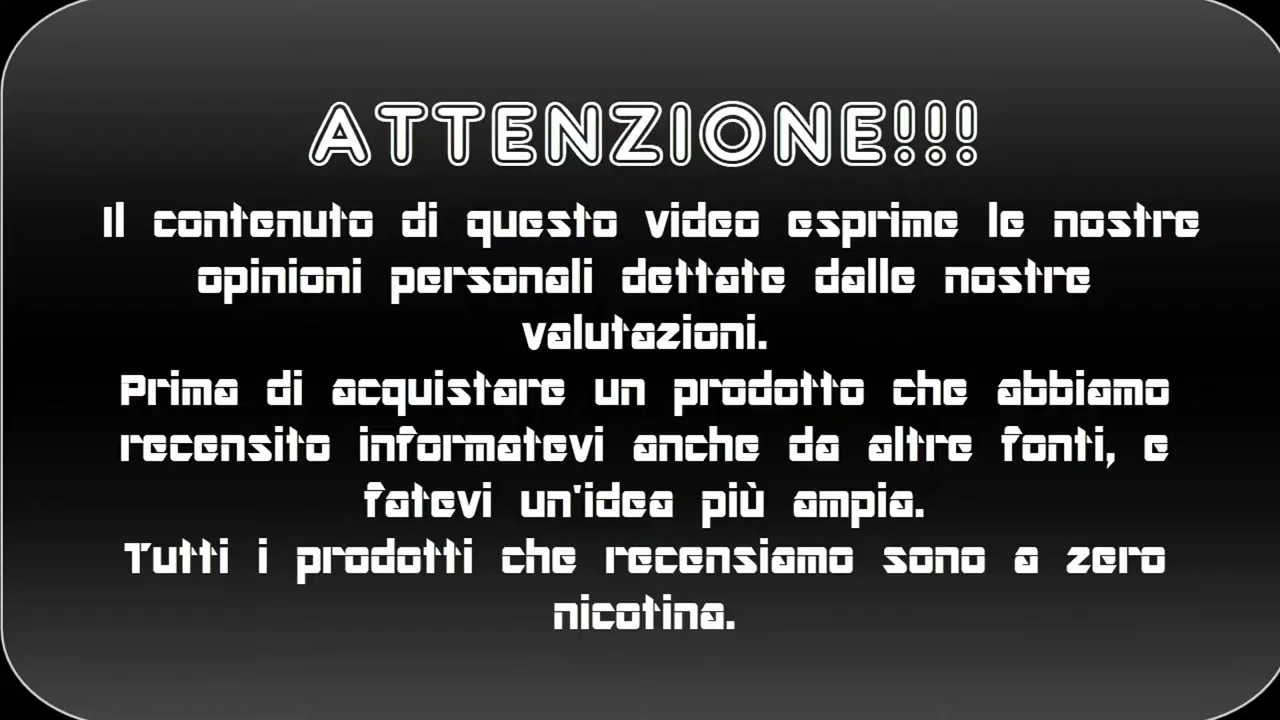 ATTENZIONE!!!
Il contenuto di questo video esprime le nostre
opinioni personali dettate dalle nostre
valutazioni.
Prima di acquistare un prodotto che abbiamo
recensito informatevi anche da altre fonti, e
fatevi un'idea più ampia.
Tutti i prodotti che recensiamo sono a zero
nicotina.